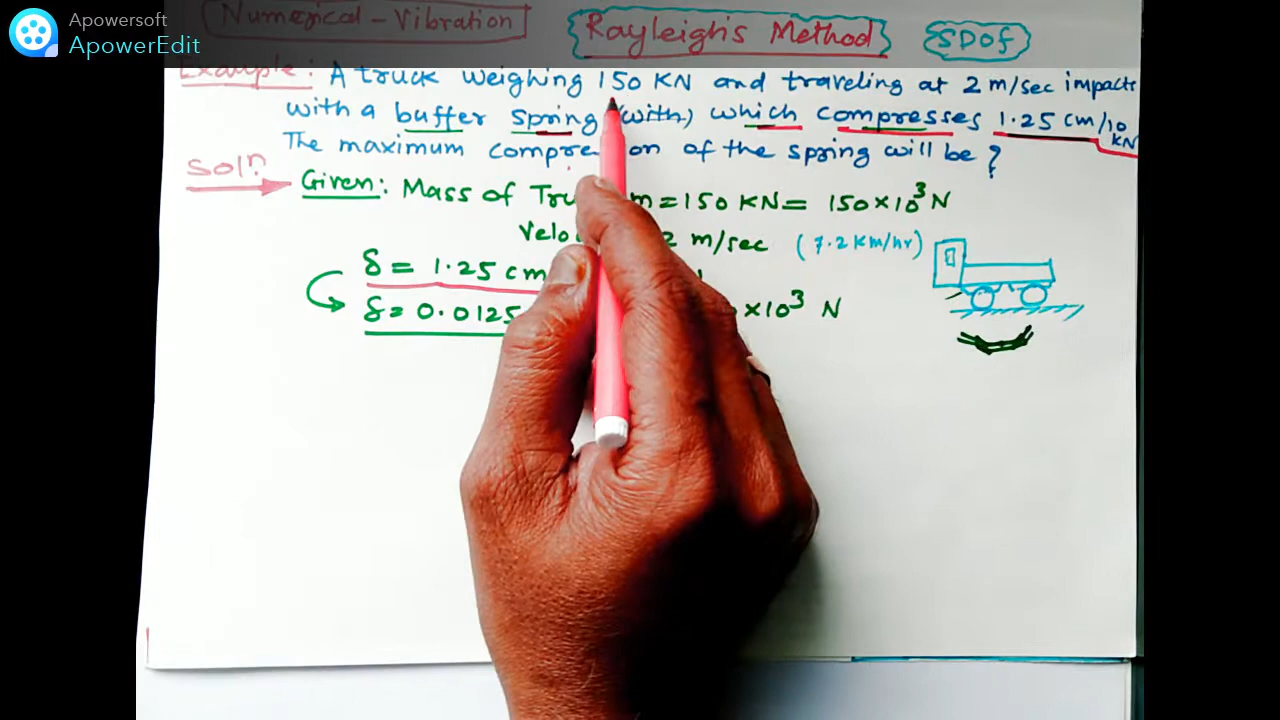 Apowersoft
ApowerEdit
Numerical - Vibration
Rayleigh's Method
SDOF
Example: A truck weighing 150 KN and traveling at 2 m/sec impacts
with a buffer spring (with) which compresses 1.25 cm/10 KN
The maximum compre on of the spring will be ?
Soln
Given: Mass of Tru m = 150 KN = 150 × 10³ N
Velo 2 m/sec (7.2 Km/hr)
δ = 1.25 cm
δ = 0.0125 ×10³ N